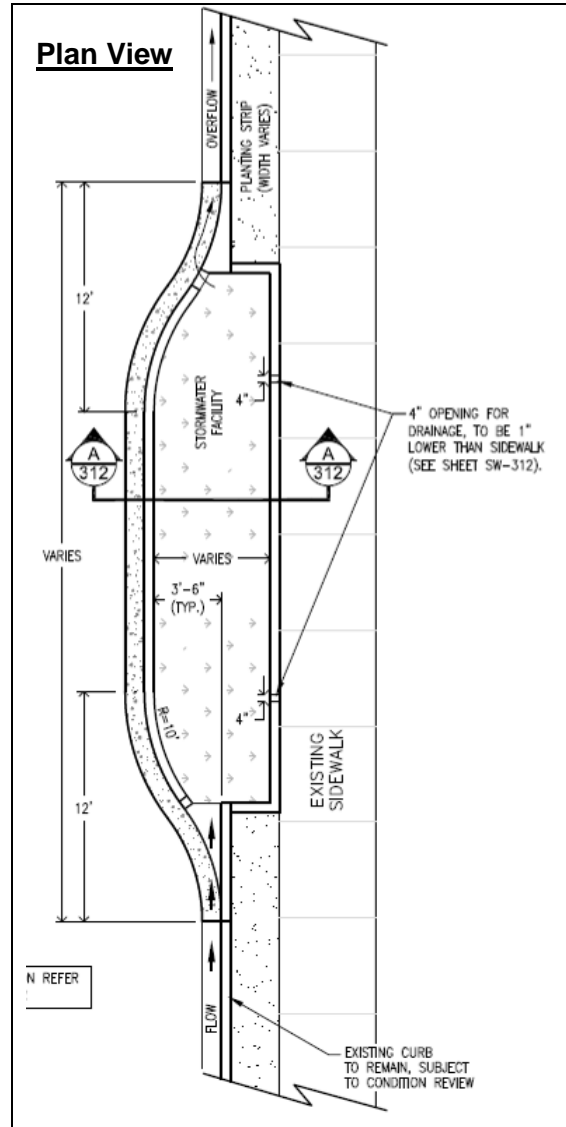 Plan View
OVERFLOW
PLANTING STRIP
(WIDTH VARIES)
12'
STORMWATER
FACILITY
4"
4" OPENING FOR
DRAINAGE, TO BE 1"
LOWER THAN SIDEWALK
(SEE SHEET SW-312).
A
312
A
312
VARIES
VARIES
3'-6"
(TYP.)
R=10'
4"
EXISTING
SIDEWALK
12'
N REFER
FLOW
EXISTING CURB
TO REMAIN, SUBJECT
TO CONDITION REVIEW